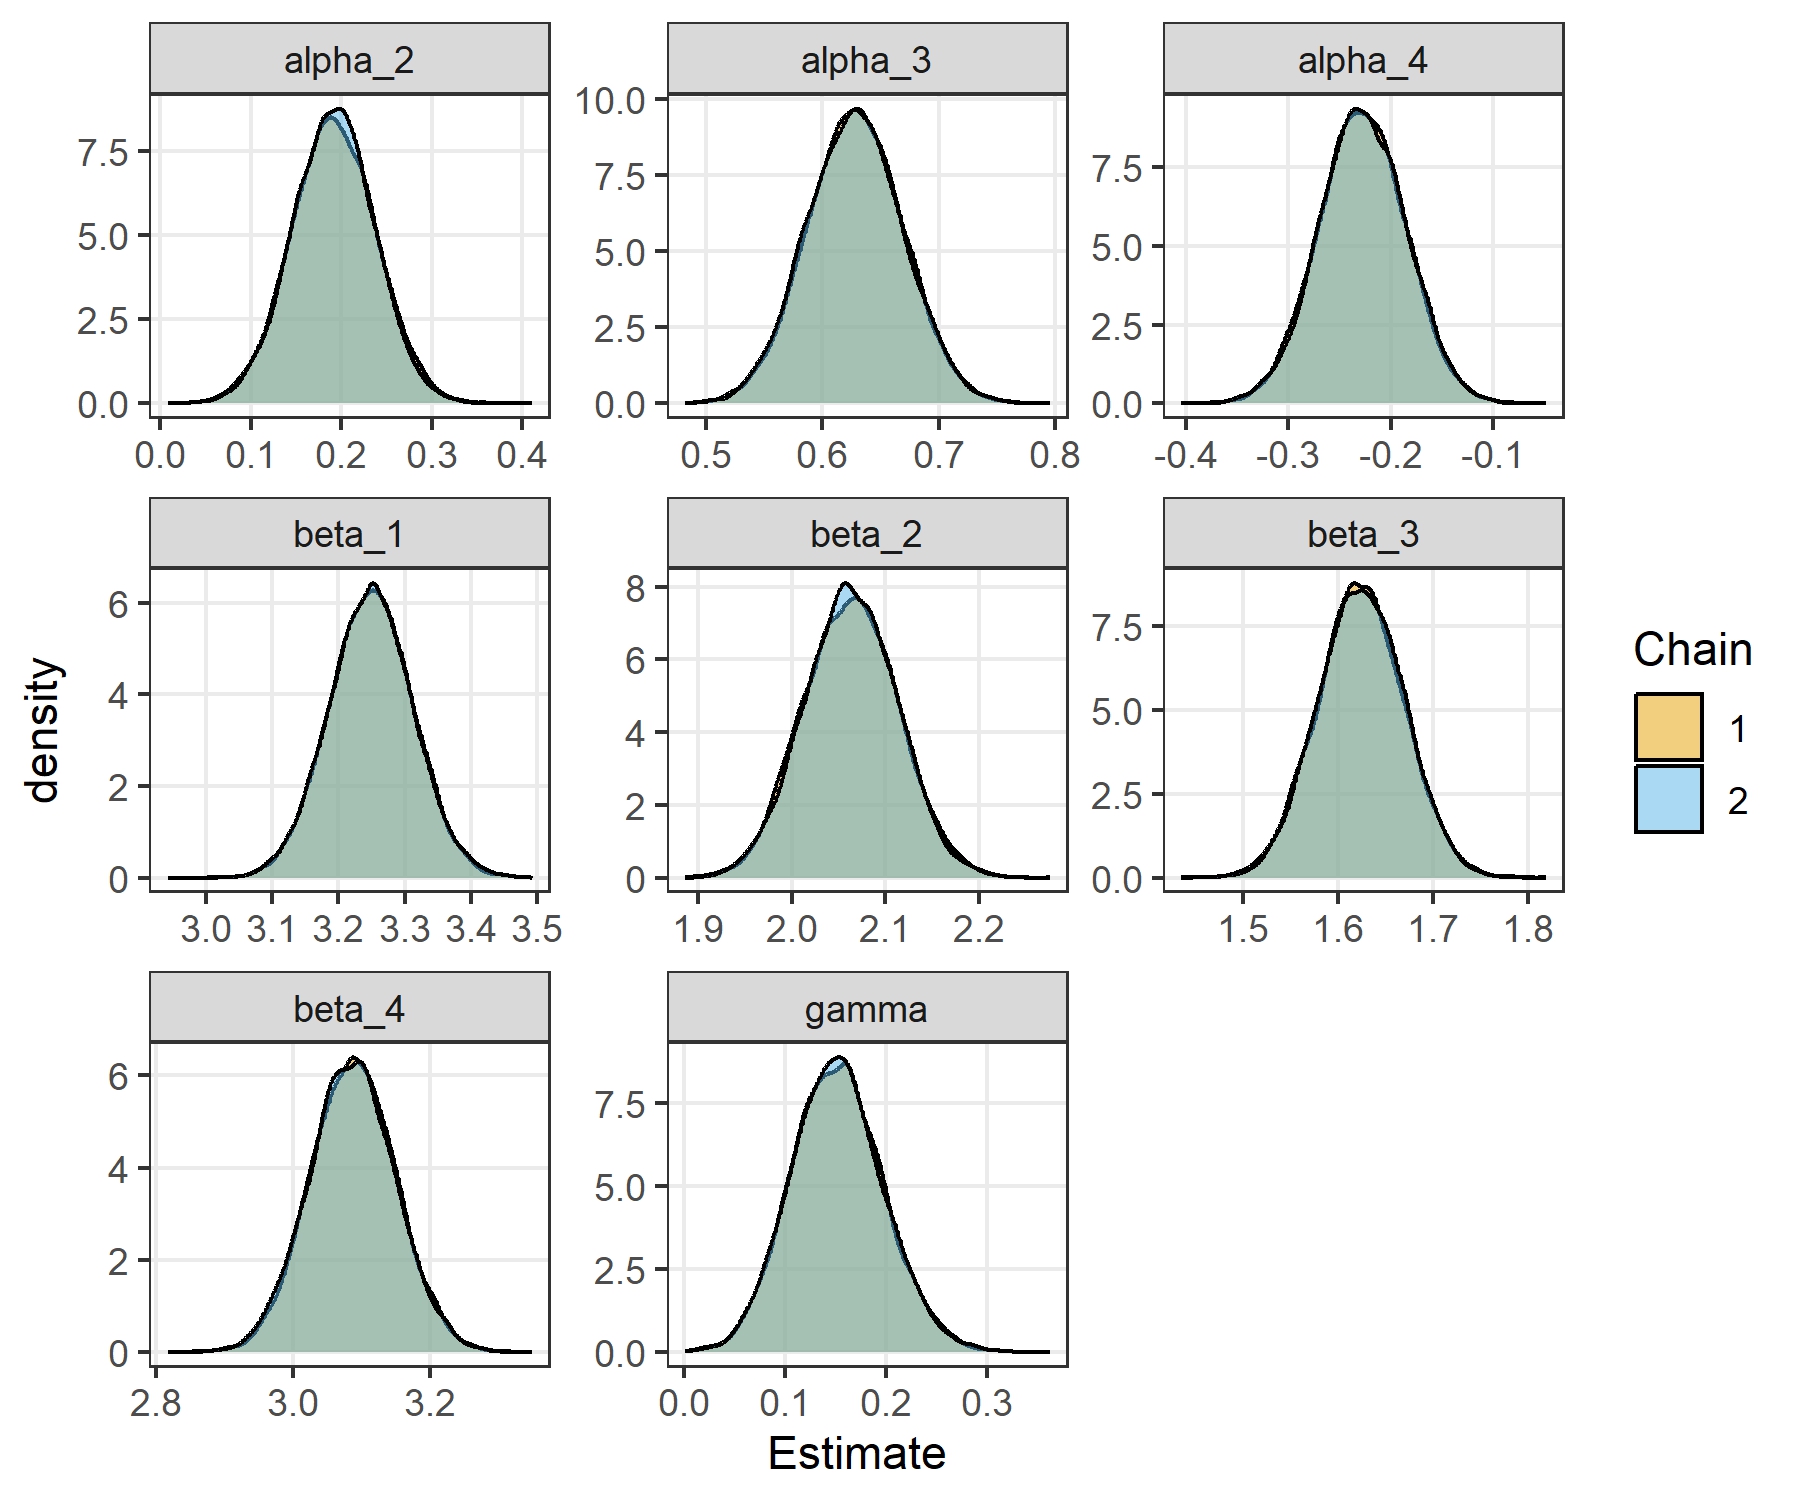 alpha_2 alpha_3 alpha_4
10.0
7.5 7.5 7.5
5.0 5.0 5.0
2.5 2.5 2.5
0.0 0.0 0.0
0.0 0.1 0.2 0.3 0.4 0.5 0.6 0.7 0.8 -0.4 -0.3 -0.2 -0.1
beta_1 beta_2 beta_3
6 8 7.5
4 6 5.0
2 4 2.5
0 2 0.0
0
3.0 3.1 3.2 3.3 3.4 3.5 1.9 2.0 2.1 2.2 1.5 1.6 1.7 1.8
beta_4 gamma
6 7.5
4 5.0
2 2.5
0 0.0
2.8 3.0 3.2 0.0 0.1 0.2 0.3
density
Estimate
Chain
1
2